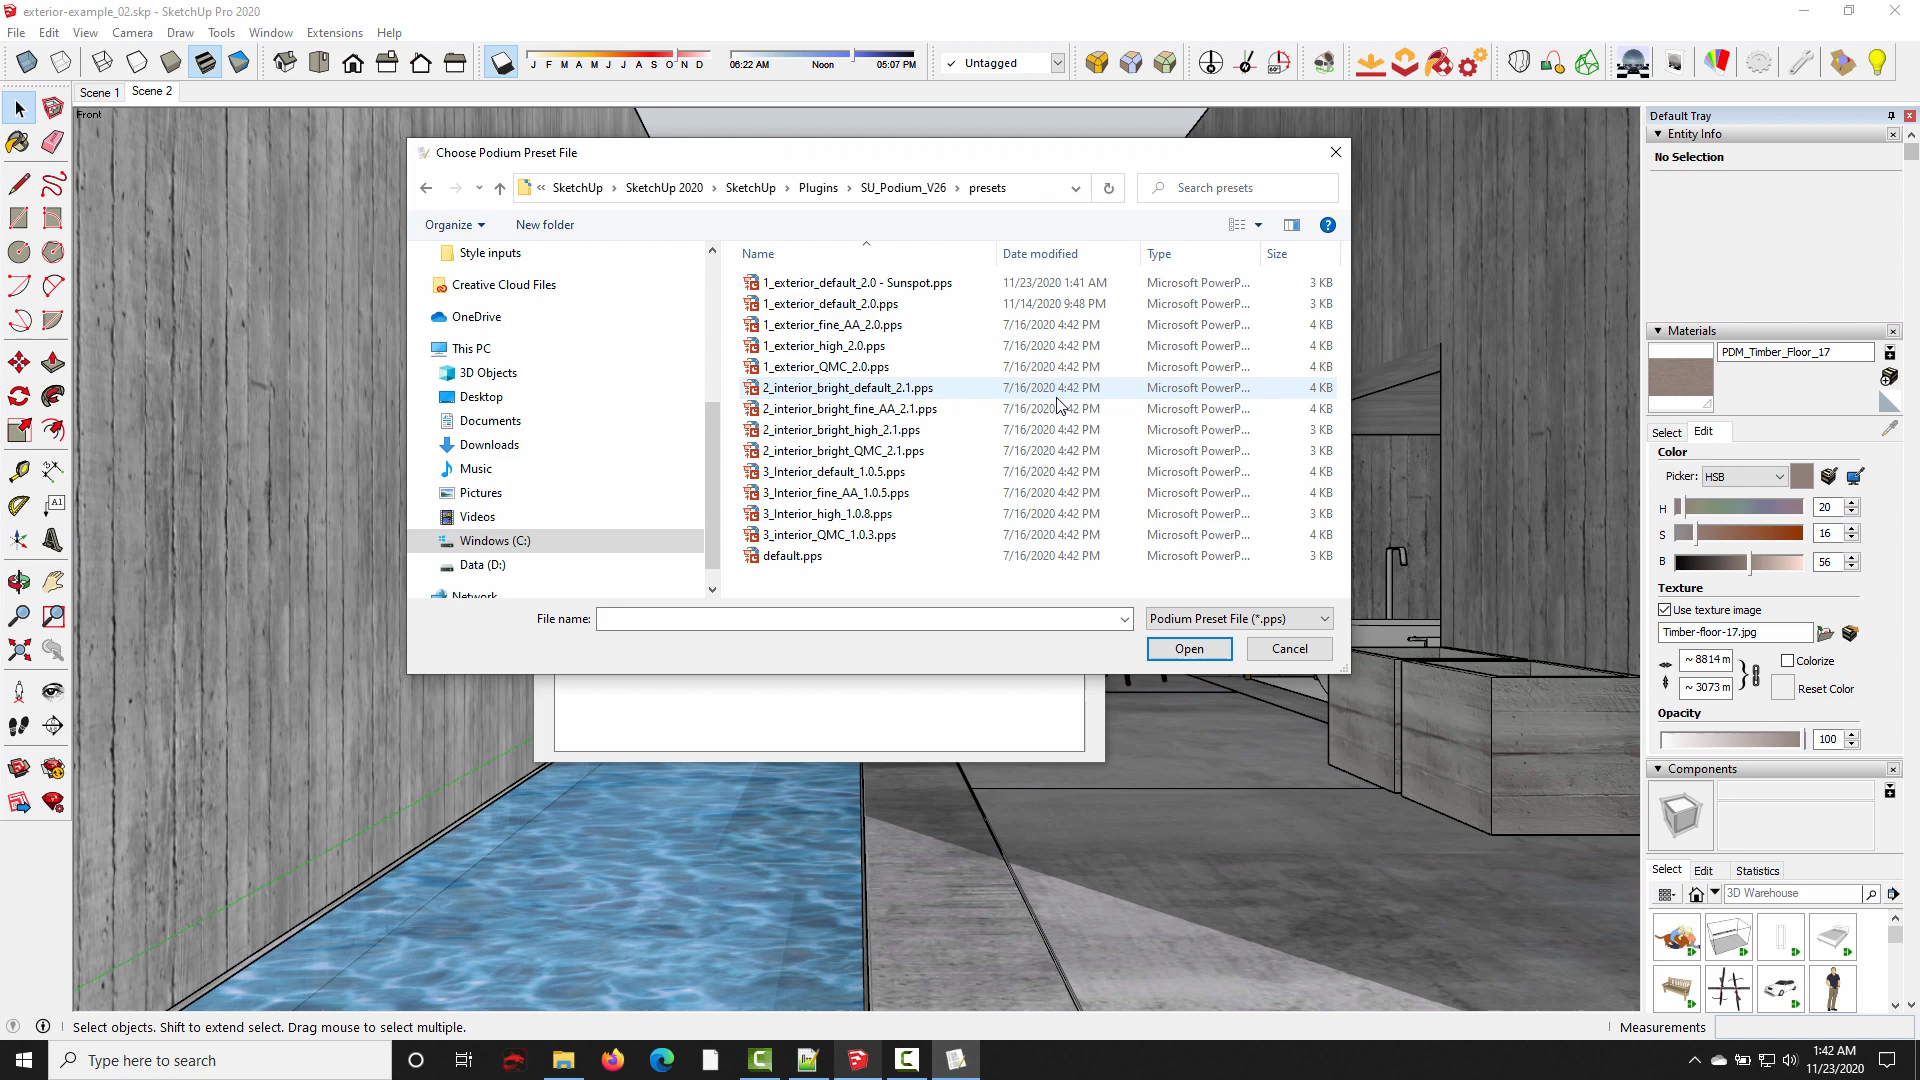 exterior-example_02.skp - SketchUp Pro 2020
File Edit View Camera Draw Tools Window Extensions Help
J F M A M J J A S O N D
06:22 AM Noon 05:07 PM
Untagged
Scene 1 Scene 2
Front
Choose Podium Preset File
« SketchUp › SketchUp 2020 › SketchUp › Plugins › SU_Podium_V26 › presets
Search presets
Organize New folder
Style inputs
Creative Cloud Files
OneDrive
This PC
3D Objects
Desktop
Documents
Downloads
Music
Pictures
Videos
Windows (C:)
Data (D:)
Network
Name Date modified Type Size
1_exterior_default_2.0 - Sunspot.pps 11/23/2020 1:41 AM Microsoft PowerP... 3 KB
1_exterior_default_2.0.pps 11/14/2020 9:48 PM Microsoft PowerP... 3 KB
1_exterior_fine_AA_2.0.pps 7/16/2020 4:42 PM Microsoft PowerP... 4 KB
1_exterior_high_2.0.pps 7/16/2020 4:42 PM Microsoft PowerP... 4 KB
1_exterior_QMC_2.0.pps 7/16/2020 4:42 PM Microsoft PowerP... 4 KB
2_interior_bright_default_2.1.pps 7/16/2020 4:42 PM Microsoft PowerP... 4 KB
2_interior_bright_fine_AA_2.1.pps 7/16/2020 4:42 PM Microsoft PowerP... 4 KB
2_interior_bright_high_2.1.pps 7/16/2020 4:42 PM Microsoft PowerP... 3 KB
2_interior_bright_QMC_2.1.pps 7/16/2020 4:42 PM Microsoft PowerP... 3 KB
3_Interior_default_1.0.5.pps 7/16/2020 4:42 PM Microsoft PowerP... 4 KB
3_Interior_fine_AA_1.0.5.pps 7/16/2020 4:42 PM Microsoft PowerP... 4 KB
3_Interior_high_1.0.8.pps 7/16/2020 4:42 PM Microsoft PowerP... 3 KB
3_interior_QMC_1.0.3.pps 7/16/2020 4:42 PM Microsoft PowerP... 4 KB
default.pps 7/16/2020 4:42 PM Microsoft PowerP... 3 KB
File name:
Podium Preset File (*.pps)
Open Cancel
Default Tray
Entity Info
No Selection
Materials
PDM_Timber_Floor_17
Select Edit
Color
Picker: HSB
H 20
S 16
B 56
Texture
Use texture image
Timber-floor-17.jpg
~ 8814 m
Colorize
~ 3073 m
Reset Color
Opacity
100
Components
Select Edit Statistics
3D Warehouse
Select objects. Shift to extend select. Drag mouse to select multiple.
Measurements
Type here to search
1:42 AM
11/23/2020